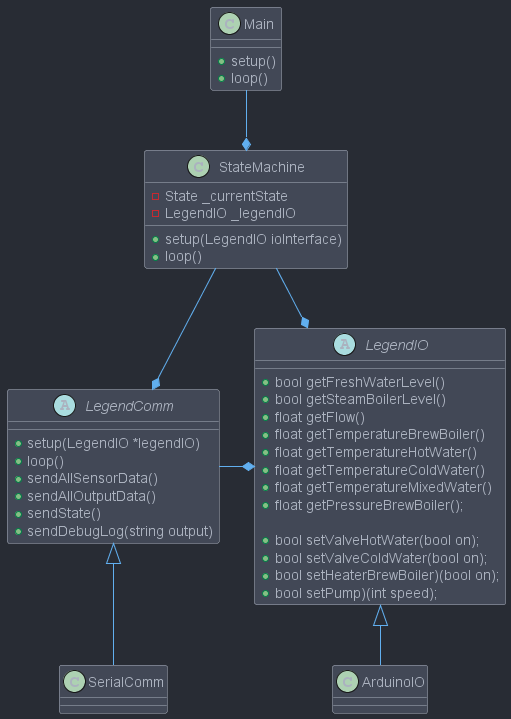 C Main
setup()
loop()
C StateMachine
State _currentState
LegendIO _legendIO
setup(LegendIO ioInterface)
loop()
A LegendIO
bool getFreshWaterLevel()
bool getSteamBoilerLevel()
float getFlow()
float getTemperatureBrewBoiler()
float getTemperatureHotWater()
float getTemperatureColdWater()
float getTemperatureMixedWater()
float getPressureBrewBoiler();
bool setValveHotWater(bool on);
bool setValveColdWater(bool on);
bool setHeaterBrewBoiler)(bool on);
bool setPump)(int speed);
A LegendComm
setup(LegendIO *legendIO)
loop()
sendAllSensorData()
sendAllOutputData()
sendState()
sendDebugLog(string output)
C SerialComm
C ArduinoIO